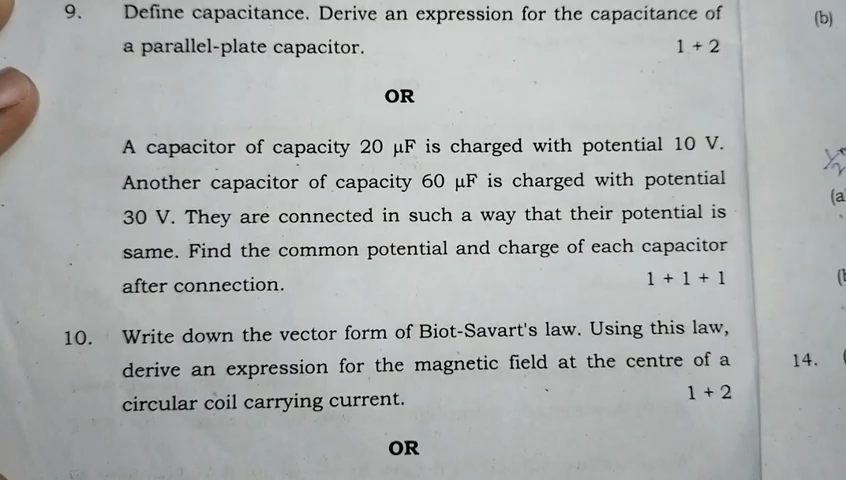 9. Define capacitance. Derive an expression for the capacitance of
a parallel-plate capacitor. 1 + 2
OR
A capacitor of capacity 20 μF is charged with potential 10 V.
Another capacitor of capacity 60 μF is charged with potential
30 V. They are connected in such a way that their potential is
same. Find the common potential and charge of each capacitor
after connection. 1 + 1 + 1
10. Write down the vector form of Biot-Savart's law. Using this law,
derive an expression for the magnetic field at the centre of a
circular coil carrying current. 1 + 2
OR
(b)
(a
14.